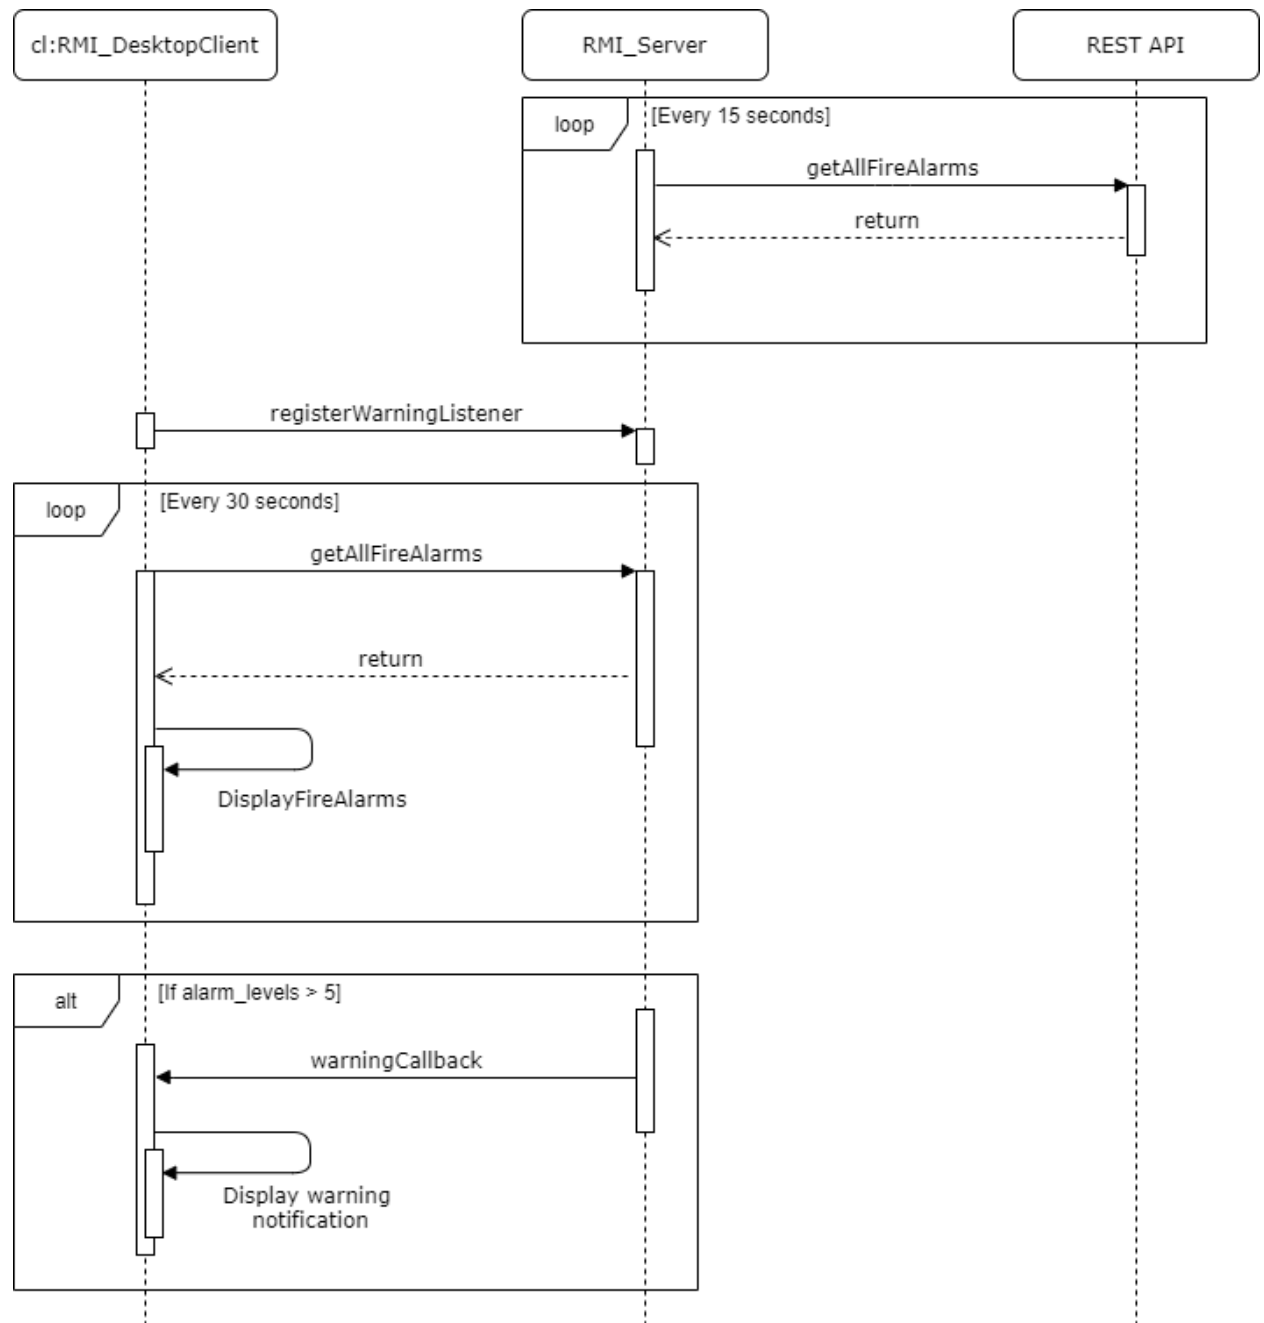 cl:RMI_DesktopClient
RMI_Server
REST API
loop
[Every 15 seconds]
getAllFireAlarms
return
registerWarningListener
loop
[Every 30 seconds]
getAllFireAlarms
return
DisplayFireAlarms
alt
[If alarm_levels > 5]
warningCallback
Display warning
notification